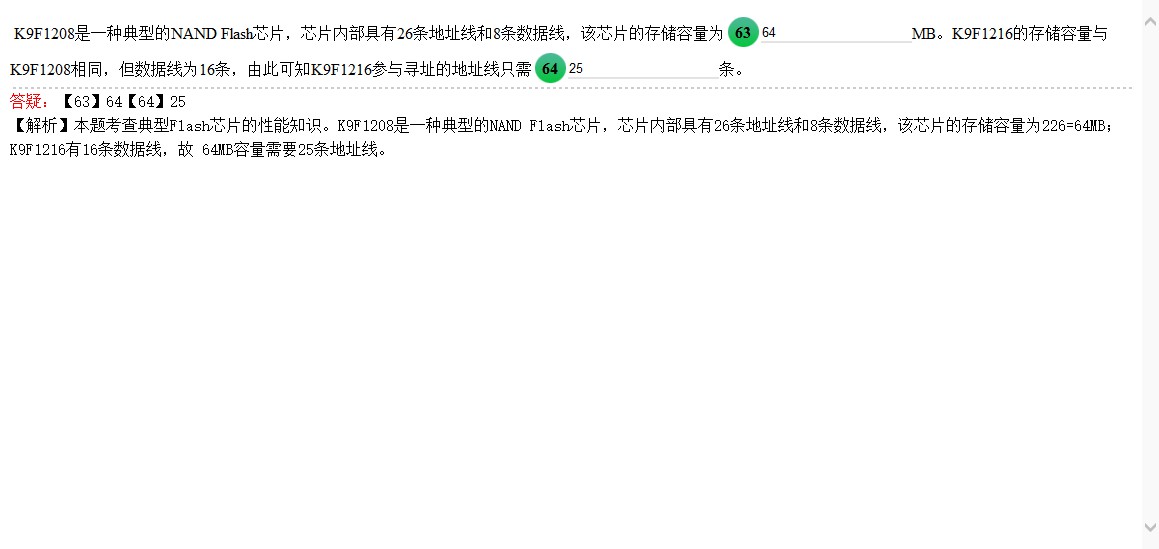 K9F1208是一种典型的NAND Flash芯片，芯片内部具有26条地址线和8条数据线，该芯片的存储容量为 63 64 MB。K9F1216的存储容量与
K9F1208相同，但数据线为16条，由此可知K9F1216参与寻址的地址线只需 64 25 条。
答疑：【63】64【64】25
【解析】本题考查典型Flash芯片的性能知识。K9F1208是一种典型的NAND Flash芯片，芯片内部具有26条地址线和8条数据线，该芯片的存储容量为226=64MB；
K9F1216有16条数据线，故 64MB容量需要25条地址线。